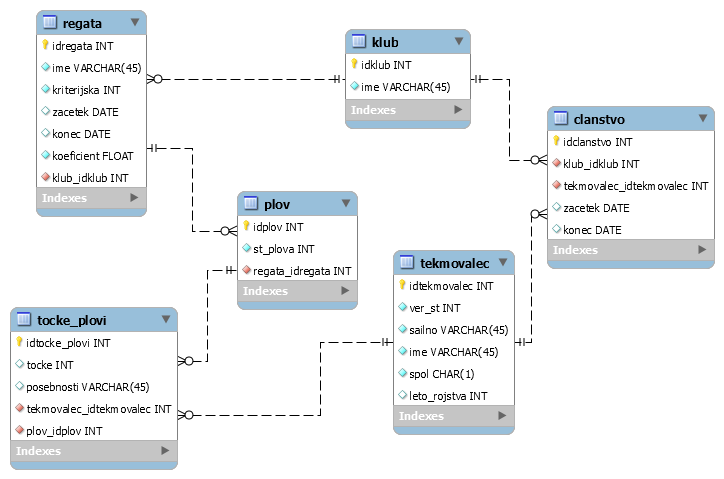 regata
idregata INT
ime VARCHAR(45)
kriterijska INT
zacetek DATE
konec DATE
koeficient FLOAT
klub_idklub INT
Indexes
klub
idklub INT
ime VARCHAR(45)
Indexes
clanstvo
idclanstvo INT
klub_idklub INT
tekmovalec_idtekmovalec INT
zacetek DATE
konec DATE
Indexes
plov
idplov INT
st_plova INT
regata_idregata INT
Indexes
tekmovalec
idtekmovalec INT
ver_st INT
sailno VARCHAR(45)
ime VARCHAR(45)
spol CHAR(1)
leto_rojstva INT
Indexes
tocke_plovi
idtocke_plovi INT
tocke INT
posebnosti VARCHAR(45)
tekmovalec_idtekmovalec INT
plov_idplov INT
Indexes